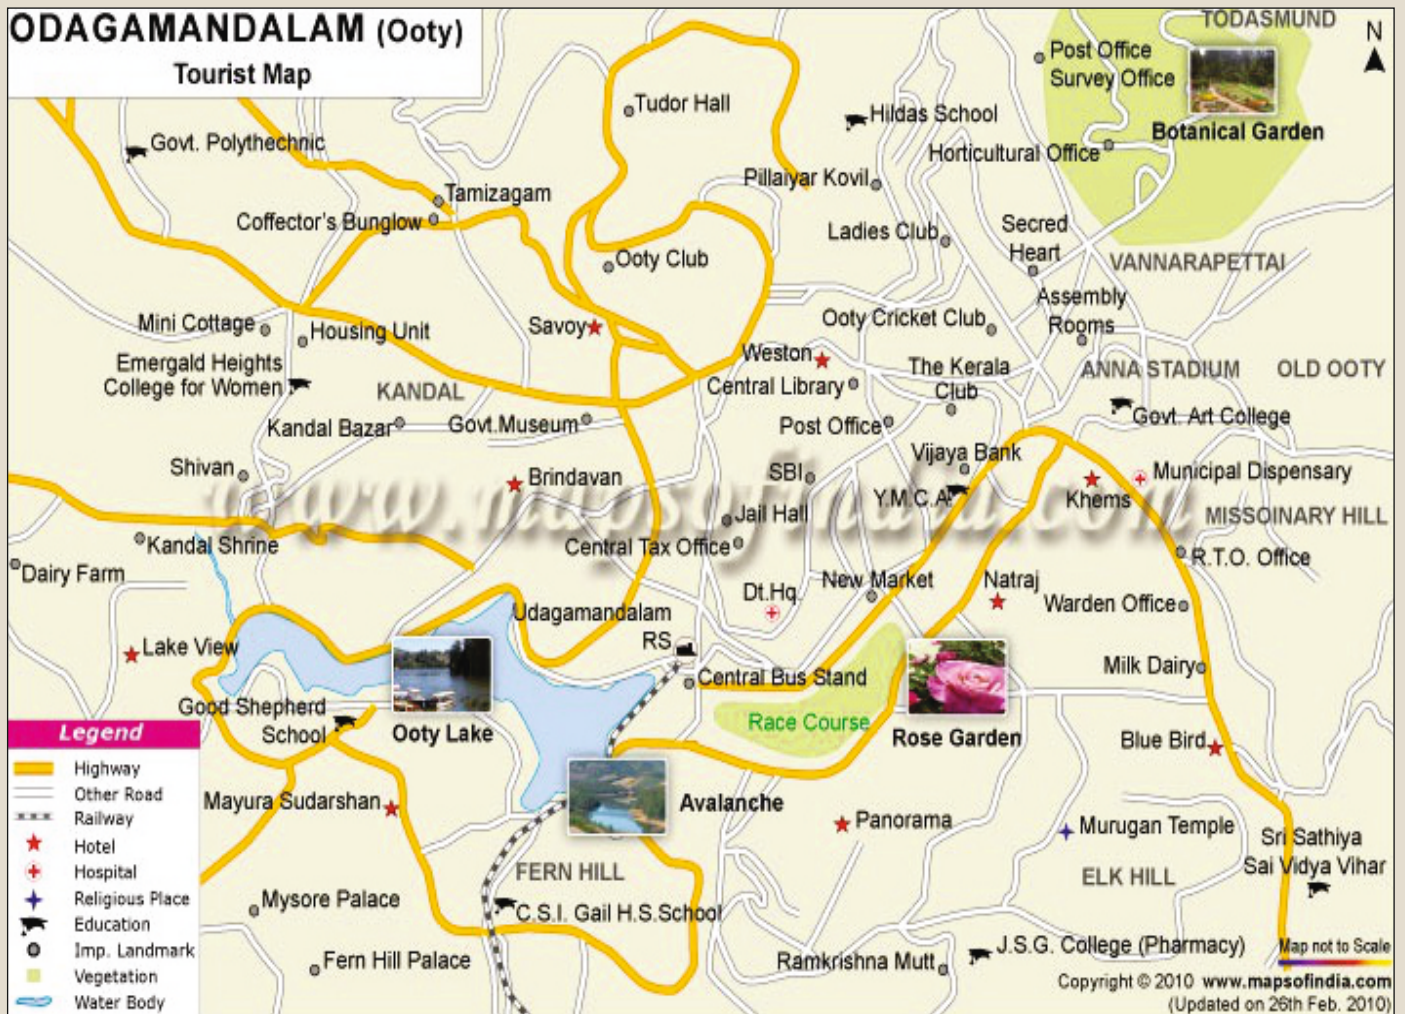 ODAGAMANDALAM (Ooty)
Tourist Map
TODASMUND
N
Post Office
Survey Office
Botanical Garden
Tudor Hall
Hildas School
Govt. Polythechnic
Horticultural Office
Pillaiyar Kovil
Tamizagam
Coffector's Bunglow
Ladies Club
Secred
Heart
Ooty Club
VANNARAPETTAI
Assembly
Rooms
Mini Cottage
Housing Unit
Savoy
Ooty Cricket Club
Weston
Emergald Heights
College for Women
KANDAL
Central Library
The Kerala
Club
ANNA STADIUM
OLD OOTY
Kandal Bazar
Govt.Museum
Post Office
Govt. Art College
Shivan
Brindavan
SBI
Vijaya Bank
Y.M.C.A
Khems
Municipal Dispensary
www.mapsofindia.com
Jail Hall
MISSOINARY HILL
Kandal Shrine
Central Tax Office
R.T.O. Office
Dairy Farm
Dt.Hq.
New Market
Natraj
Warden Office
Udagamandalam
RS
Lake View
Central Bus Stand
Milk Dairy
Good Shepherd
School
Ooty Lake
Race Course
Rose Garden
Blue Bird
Mayura Sudarshan
Avalanche
Panorama
Murugan Temple
Sri Sathiya
Sai Vidya Vihar
FERN HILL
ELK HILL
Mysore Palace
C.S.I. Gail H.S.School
Fern Hill Palace
Ramkrishna Mutt
J.S.G. College (Pharmacy)
Legend
Highway
Other Road
Railway
Hotel
Hospital
Religious Place
Education
Imp. Landmark
Vegetation
Water Body
Map not to Scale
Copyright © 2010 www.mapsofindia.com
(Updated on 26th Feb. 2010)